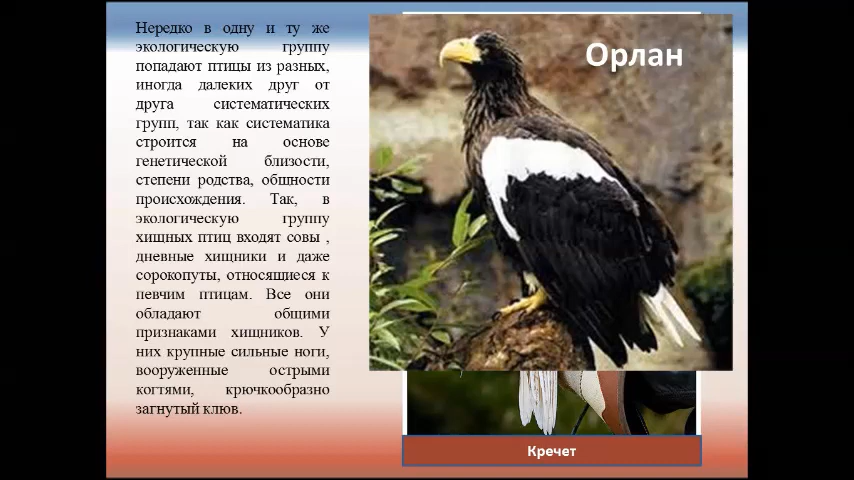 Нередко в одну и ту же
экологическую группу
попадают птицы из разных,
иногда далеких друг от
друга систематических
групп, так как систематика
строится на основе
генетической близости,
степени родства, общности
происхождения. Так, в
экологическую группу
хищных птиц входят совы ,
дневные хищники и даже
сорокопуты, относящиеся к
певчим птицам. Все они
обладают общими
признаками хищников. У
них крупные сильные ноги,
вооруженные острыми
когтями, крючкообразно
загнутый клюв.
Орлан
Кречет